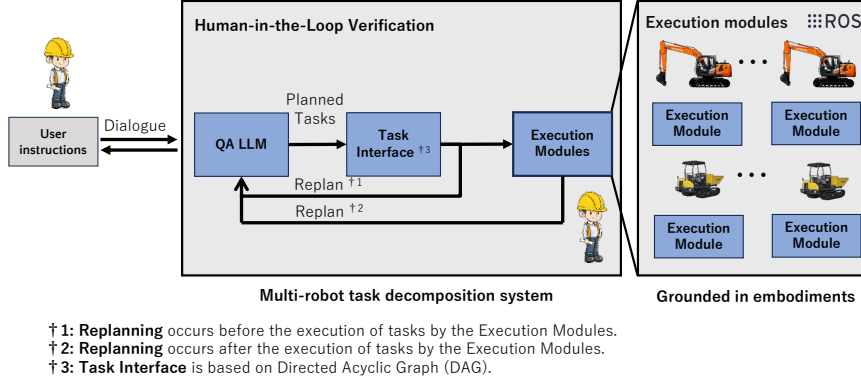 Human-in-the-Loop Verification
Execution modules
ROS
Dialogue
User
instructions
QA LLM
Planned
Tasks
Task
Interface †3
Execution
Modules
Replan †1
Replan †2
Execution
Module
Execution
Module
Execution
Module
Execution
Module
Multi-robot task decomposition system
Grounded in embodiments
†1: Replanning occurs before the execution of tasks by the Execution Modules.
†2: Replanning occurs after the execution of tasks by the Execution Modules.
†3: Task Interface is based on Directed Acyclic Graph (DAG).